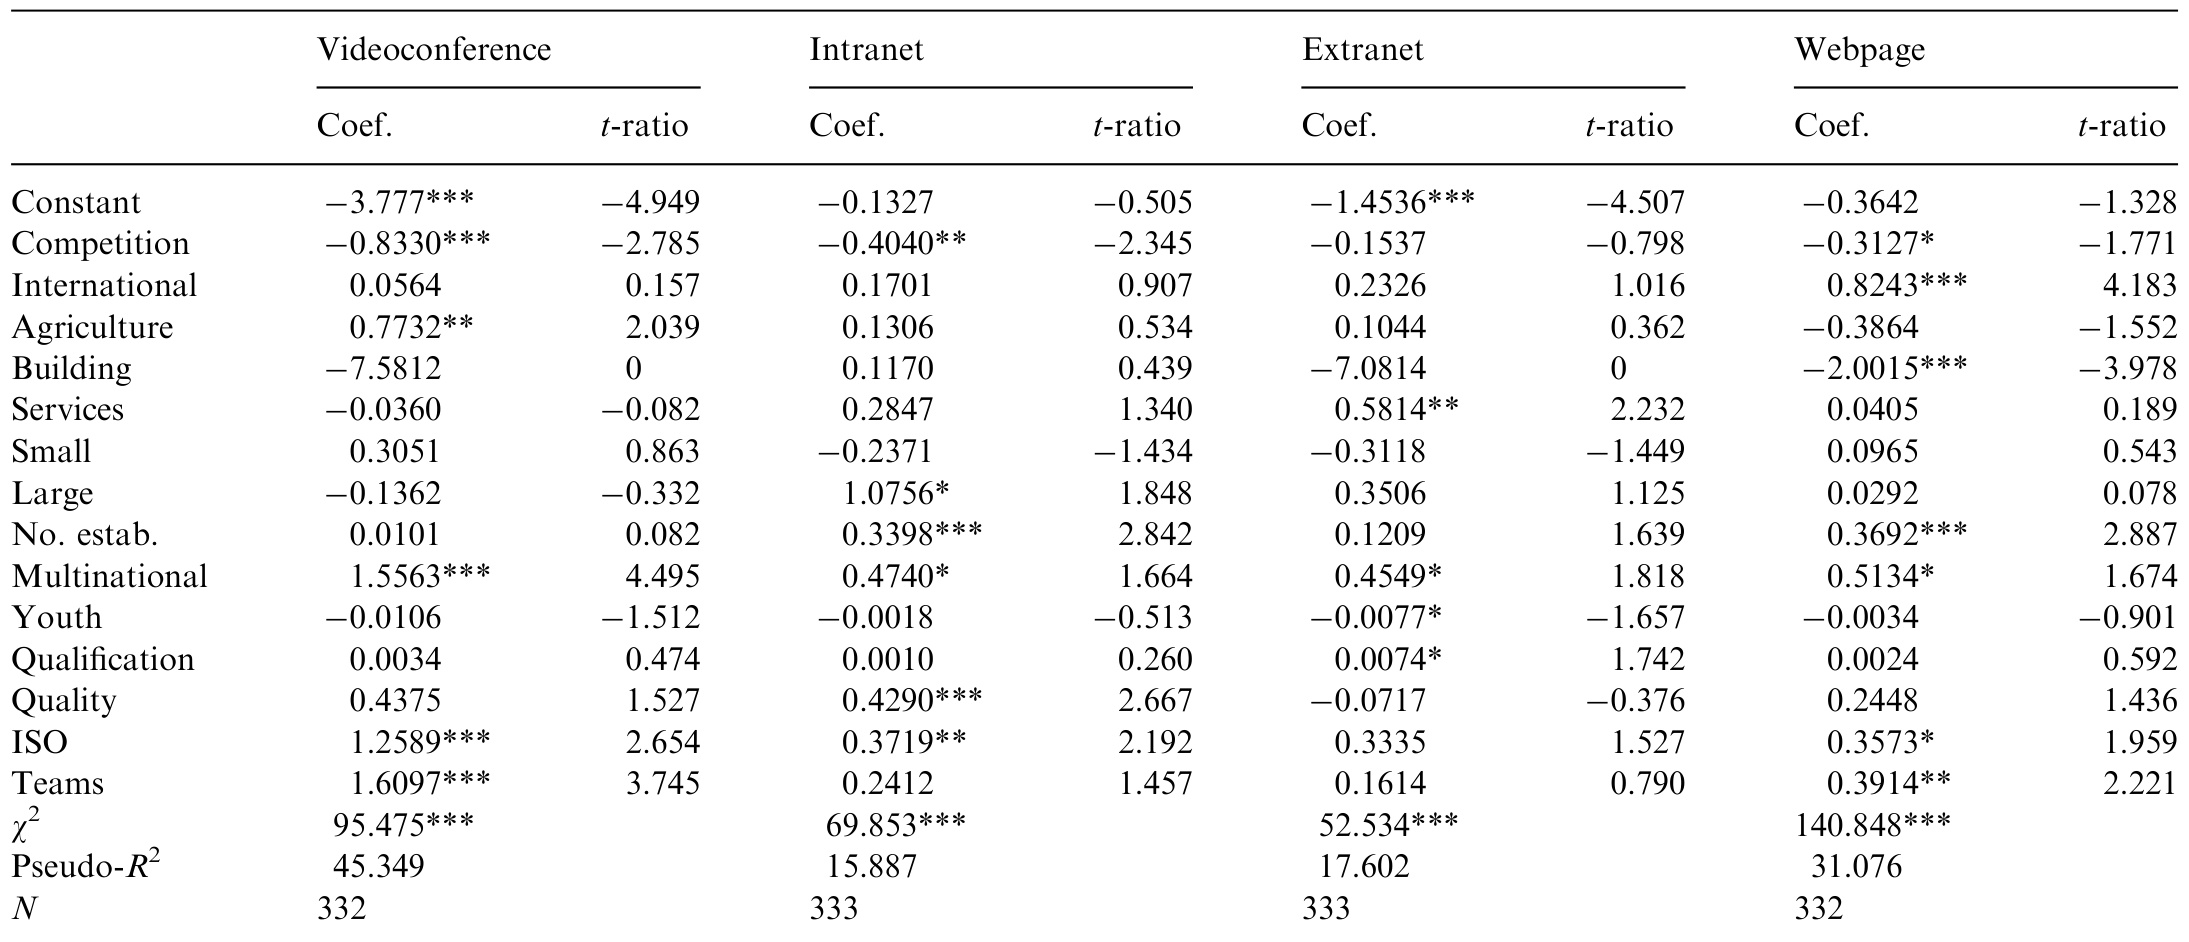 Videoconference Intranet Extranet Webpage
Coef. t-ratio Coef. t-ratio Coef. t-ratio Coef. t-ratio
Constant −3.777*** −4.949 −0.1327 −0.505 −1.4536*** −4.507 −0.3642 −1.328
Competition −0.8330*** −2.785 −0.4040** −2.345 −0.1537 −0.798 −0.3127* −1.771
International 0.0564 0.157 0.1701 0.907 0.2326 1.016 0.8243*** 4.183
Agriculture 0.7732** 2.039 0.1306 0.534 0.1044 0.362 −0.3864 −1.552
Building −7.5812 0 0.1170 0.439 −7.0814 0 −2.0015*** −3.978
Services −0.0360 −0.082 0.2847 1.340 0.5814** 2.232 0.0405 0.189
Small 0.3051 0.863 −0.2371 −1.434 −0.3118 −1.449 0.0965 0.543
Large −0.1362 −0.332 1.0756* 1.848 0.3506 1.125 0.0292 0.078
No. estab. 0.0101 0.082 0.3398*** 2.842 0.1209 1.639 0.3692*** 2.887
Multinational 1.5563*** 4.495 0.4740* 1.664 0.4549* 1.818 0.5134* 1.674
Youth −0.0106 −1.512 −0.0018 −0.513 −0.0077* −1.657 −0.0034 −0.901
Qualification 0.0034 0.474 0.0010 0.260 0.0074* 1.742 0.0024 0.592
Quality 0.4375 1.527 0.4290*** 2.667 −0.0717 −0.376 0.2448 1.436
ISO 1.2589*** 2.654 0.3719** 2.192 0.3335 1.527 0.3573* 1.959
Teams 1.6097*** 3.745 0.2412 1.457 0.1614 0.790 0.3914** 2.221
χ² 95.475*** 69.853*** 52.534*** 140.848***
Pseudo-R² 45.349 15.887 17.602 31.076
N 332 333 333 332